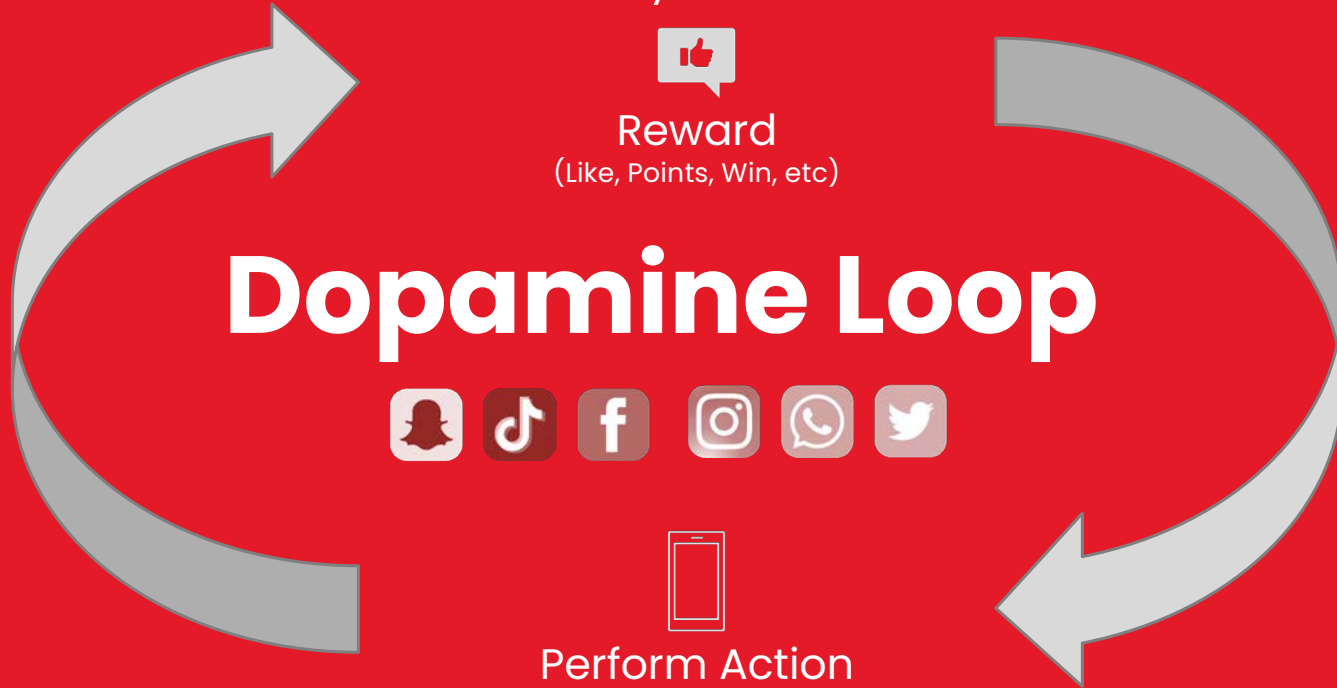 Reward
(Like, Points, Win, etc)
Dopamine Loop
Perform Action